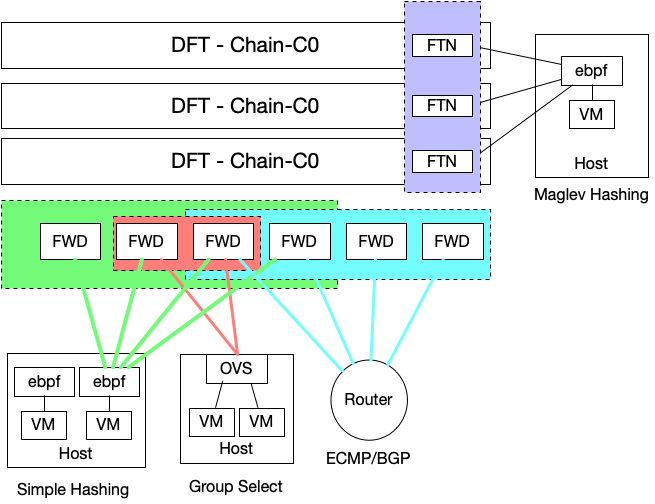 DFT - Chain-C0
FTN
DFT - Chain-C0
FTN
DFT - Chain-C0
FTN
ebpf
VM
Host
Maglev Hashing
FWD
FWD
FWD
FWD
FWD
FWD
ebpf
ebpf
VM
VM
Host
Simple Hashing
OVS
VM
VM
Host
Group Select
Router
ECMP/BGP